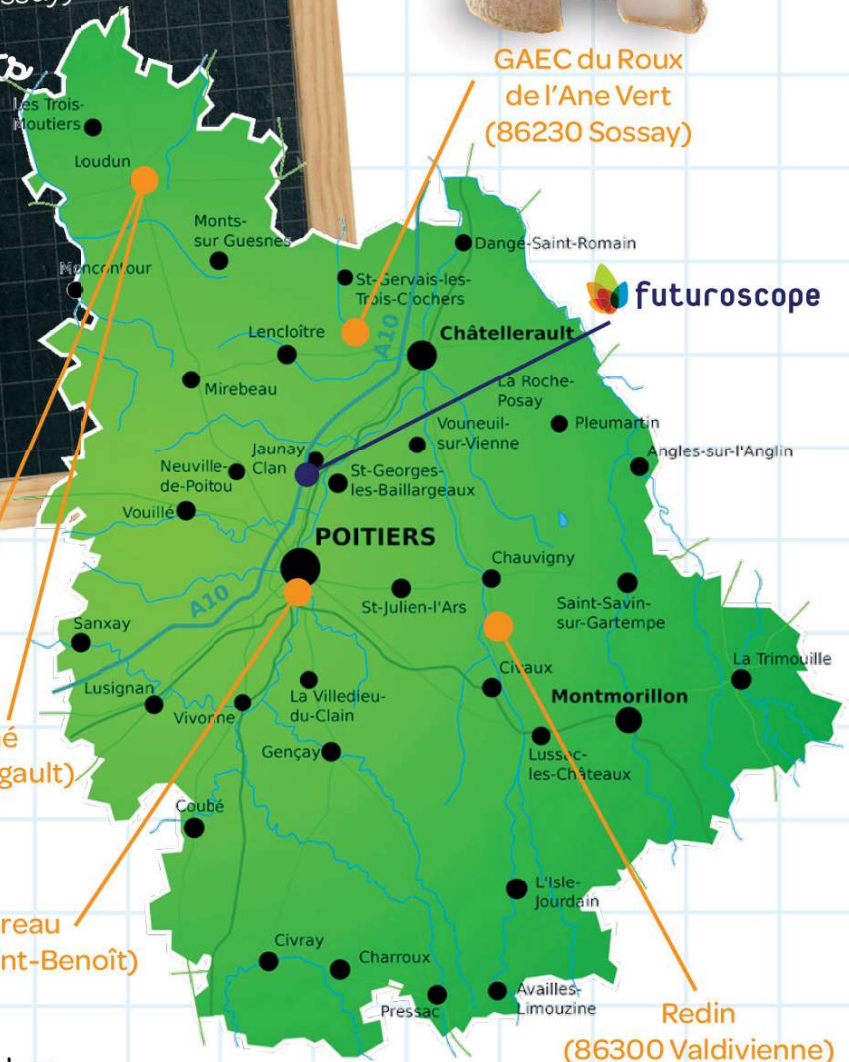 GAEC du Roux
de l'Ane Vert
(86230 Sossay)
Les Trois-
Moutiers
Loudun
Monts-
sur Guesnes
Moncontour
Dangé-Saint-Romain
St-Gervais-les-
Trois-Clochers
futuroscope
Lencloître
A10
Châtellerault
Mirebeau
La Roche-
Posay
Pleumartin
Vouneuil-
sur-Vienne
Jaunay
Clan
Angles-sur-l'Anglin
Neuville-
de-Poitou
St-Georges-
les-Baillargeaux
Vouillé
POITIERS
Chauvigny
A10
St-Julien-l'Ars
Saint-Savin-
sur-Gartempe
Sanxay
La Trimouille
Civaux
Lusignan
La Villedieu-
du-Clain
Montmorillon
Vivonne
Gençay
Lussac-
les-Châteaux
Couhé
L'Isle-
Jourdain
reau
nt-Benoît)
Civray
Charroux
Pressac
Availles-
Limouzine
Redin
(86300 Valdivienne)